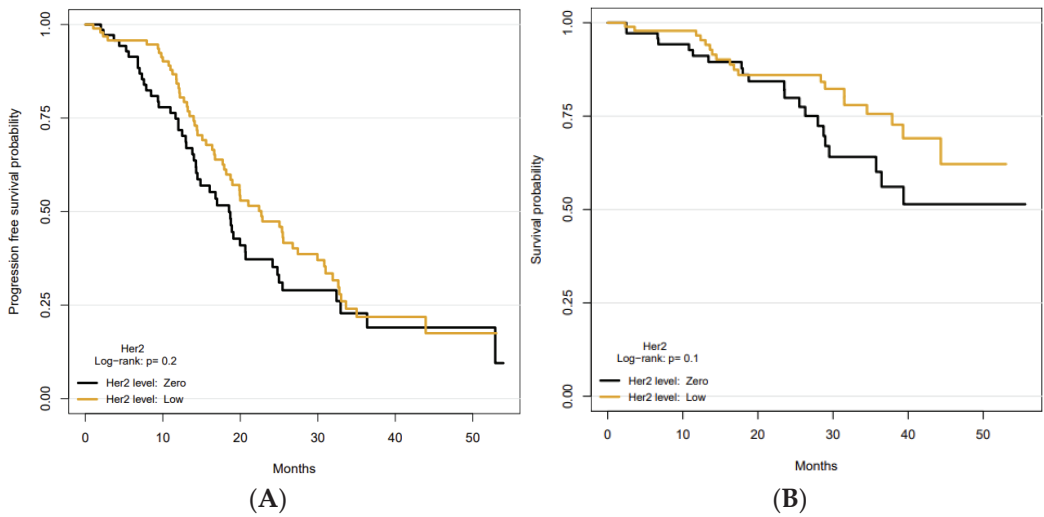 Progression free survival probability
1.00
0.75
0.50
0.25
0.00
Her2
Log-rank: p= 0.2
Her2 level: Zero
Her2 level: Low
0 10 20 30 40 50
Months
(A)
Survival probability
1.00
0.75
0.50
0.25
0.00
Her2
Log-rank: p= 0.1
Her2 level: Zero
Her2 level: Low
0 10 20 30 40 50
Months
(B)